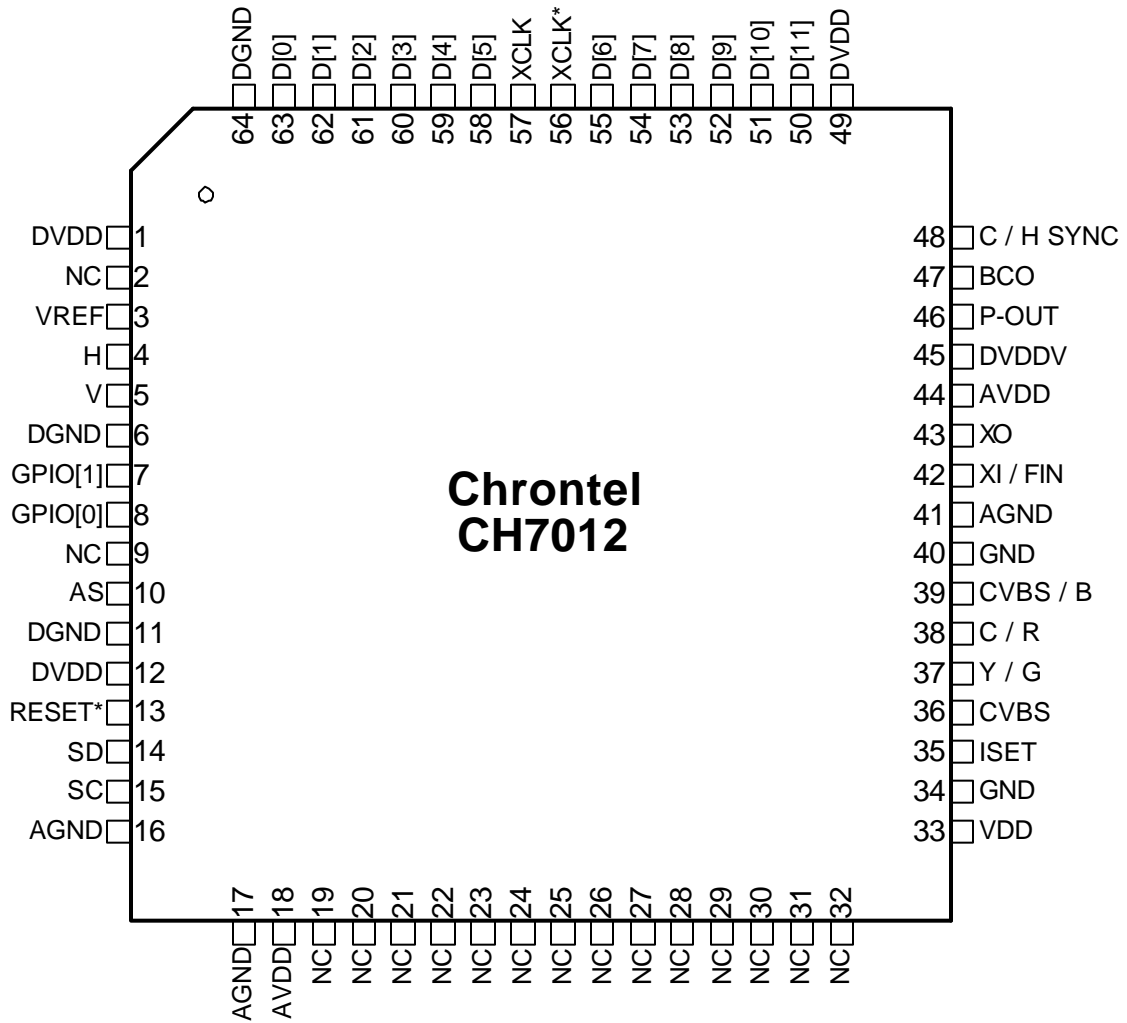 DGND
D[0]
D[1]
D[2]
D[3]
D[4]
D[5]
XCLK
XCLK*
D[6]
D[7]
D[8]
D[9]
D[10]
D[11]
DVDD
64
63
62
61
60
59
58
57
56
55
54
53
52
51
50
49
DVDD 1
NC 2
VREF 3
H 4
V 5
DGND 6
GPIO[1] 7
GPIO[0] 8
NC 9
AS 10
DGND 11
DVDD 12
RESET* 13
SD 14
SC 15
AGND 16
Chrontel
CH7012
48 C / H SYNC
47 BCO
46 P-OUT
45 DVDDV
44 AVDD
43 XO
42 XI / FIN
41 AGND
40 GND
39 CVBS / B
38 C / R
37 Y / G
36 CVBS
35 ISET
34 GND
33 VDD
17
18
19
20
21
22
23
24
25
26
27
28
29
30
31
32
AGND
AVDD
NC
NC
NC
NC
NC
NC
NC
NC
NC
NC
NC
NC
NC
NC